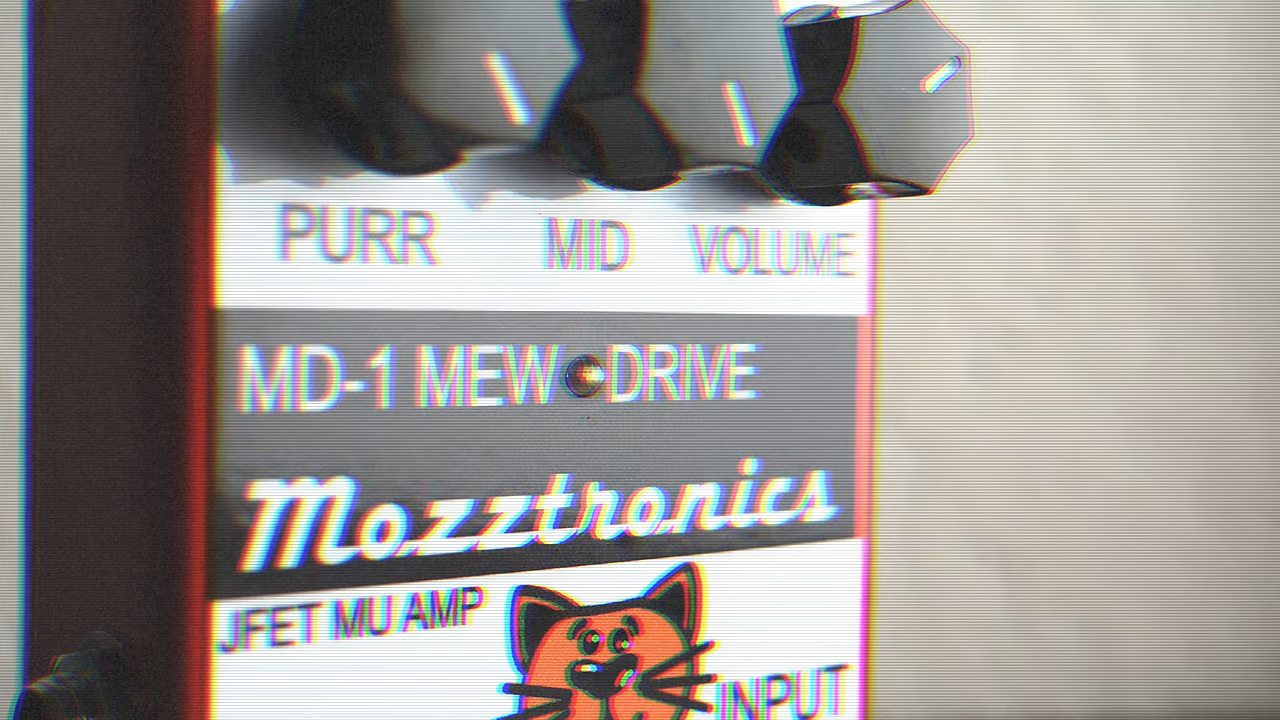 PURR MID VOLUME
MD-1 MEW DRIVE
Mozztronics
JFET MU AMP
INPUT